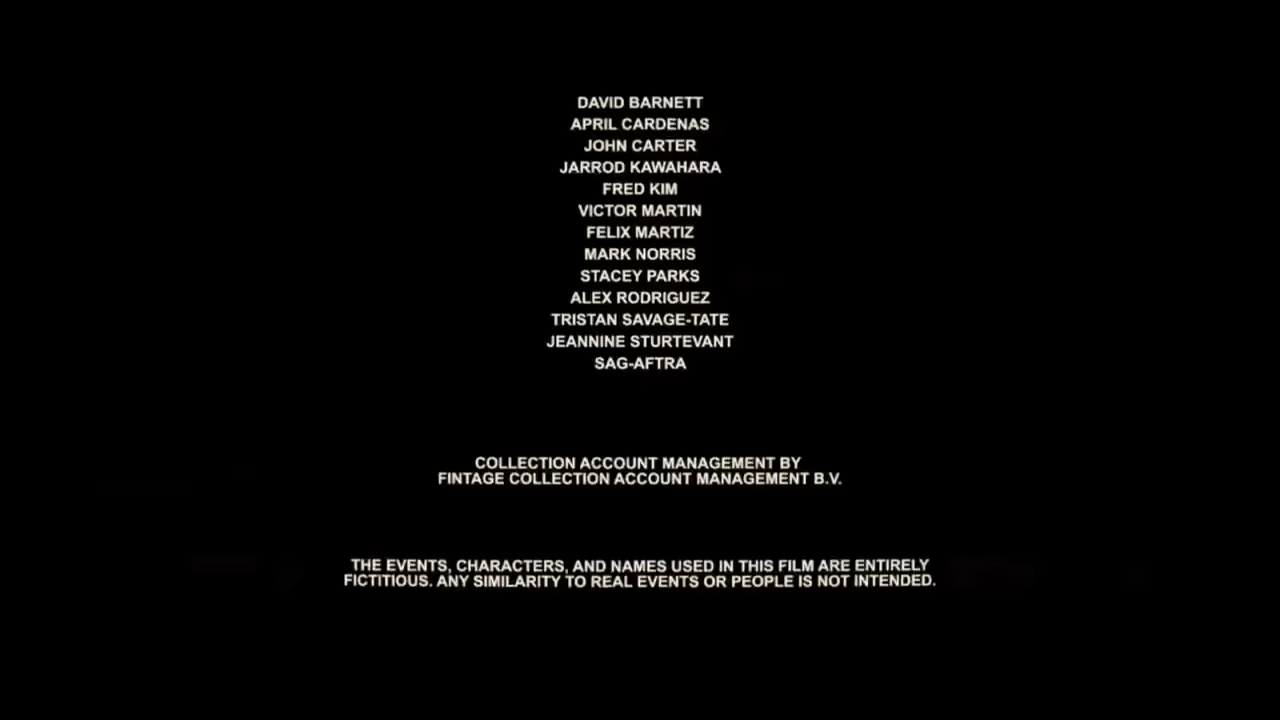 DAVID BARNETT
APRIL CARDENAS
JOHN CARTER
JARROD KAWAHARA
FRED KIM
VICTOR MARTIN
FELIX MARTIZ
MARK NORRIS
STACEY PARKS
ALEX RODRIGUEZ
TRISTAN SAVAGE-TATE
JEANNINE STURTEVANT
SAG-AFTRA
COLLECTION ACCOUNT MANAGEMENT BY
FINTAGE COLLECTION ACCOUNT MANAGEMENT B.V.
THE EVENTS, CHARACTERS, AND NAMES USED IN THIS FILM ARE ENTIRELY
FICTITIOUS. ANY SIMILARITY TO REAL EVENTS OR PEOPLE IS NOT INTENDED.